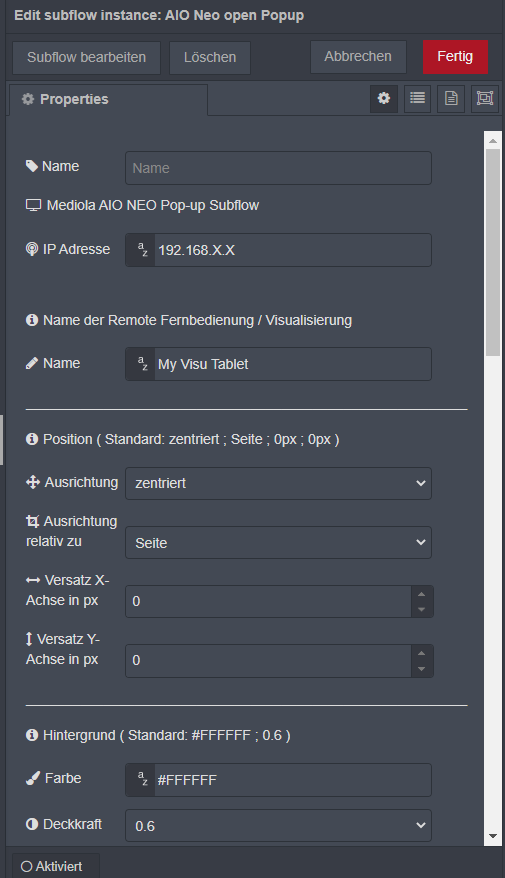 Edit subflow instance: AIO Neo open Popup
Subflow bearbeiten
Löschen
Abbrechen
Fertig
Properties
Name
Name
Mediola AIO NEO Pop-up Subflow
IP Adresse
az
192.168.X.X
Name der Remote Fernbedienung / Visualisierung
Name
az
My Visu Tablet
Position ( Standard: zentriert ; Seite ; 0px ; 0px )
Ausrichtung
zentriert
Ausrichtung
relativ zu
Seite
Versatz X-
Achse in px
0
Versatz Y-
Achse in px
0
Hintergrund ( Standard: #FFFFFF ; 0.6 )
Farbe
az
#FFFFFF
Deckkraft
0.6
Aktiviert